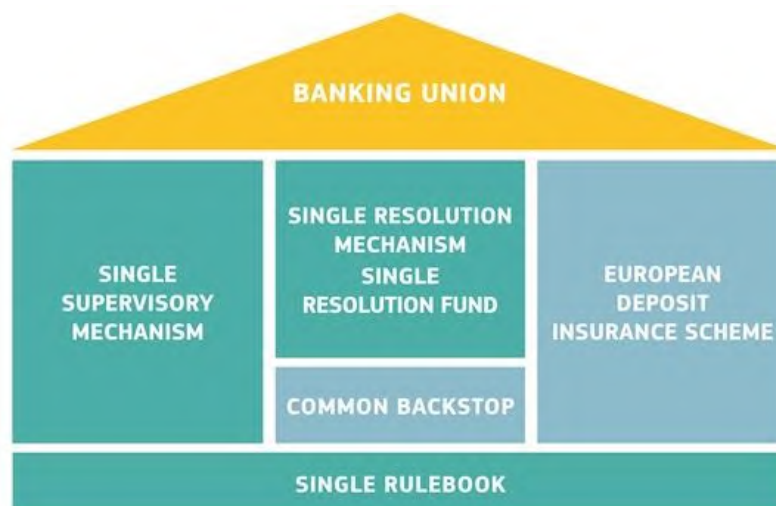 BANKING UNION
SINGLE
SUPERVISORY
MECHANISM
SINGLE RESOLUTION
MECHANISM
SINGLE
RESOLUTION FUND
COMMON BACKSTOP
EUROPEAN
DEPOSIT
INSURANCE SCHEME
SINGLE RULEBOOK